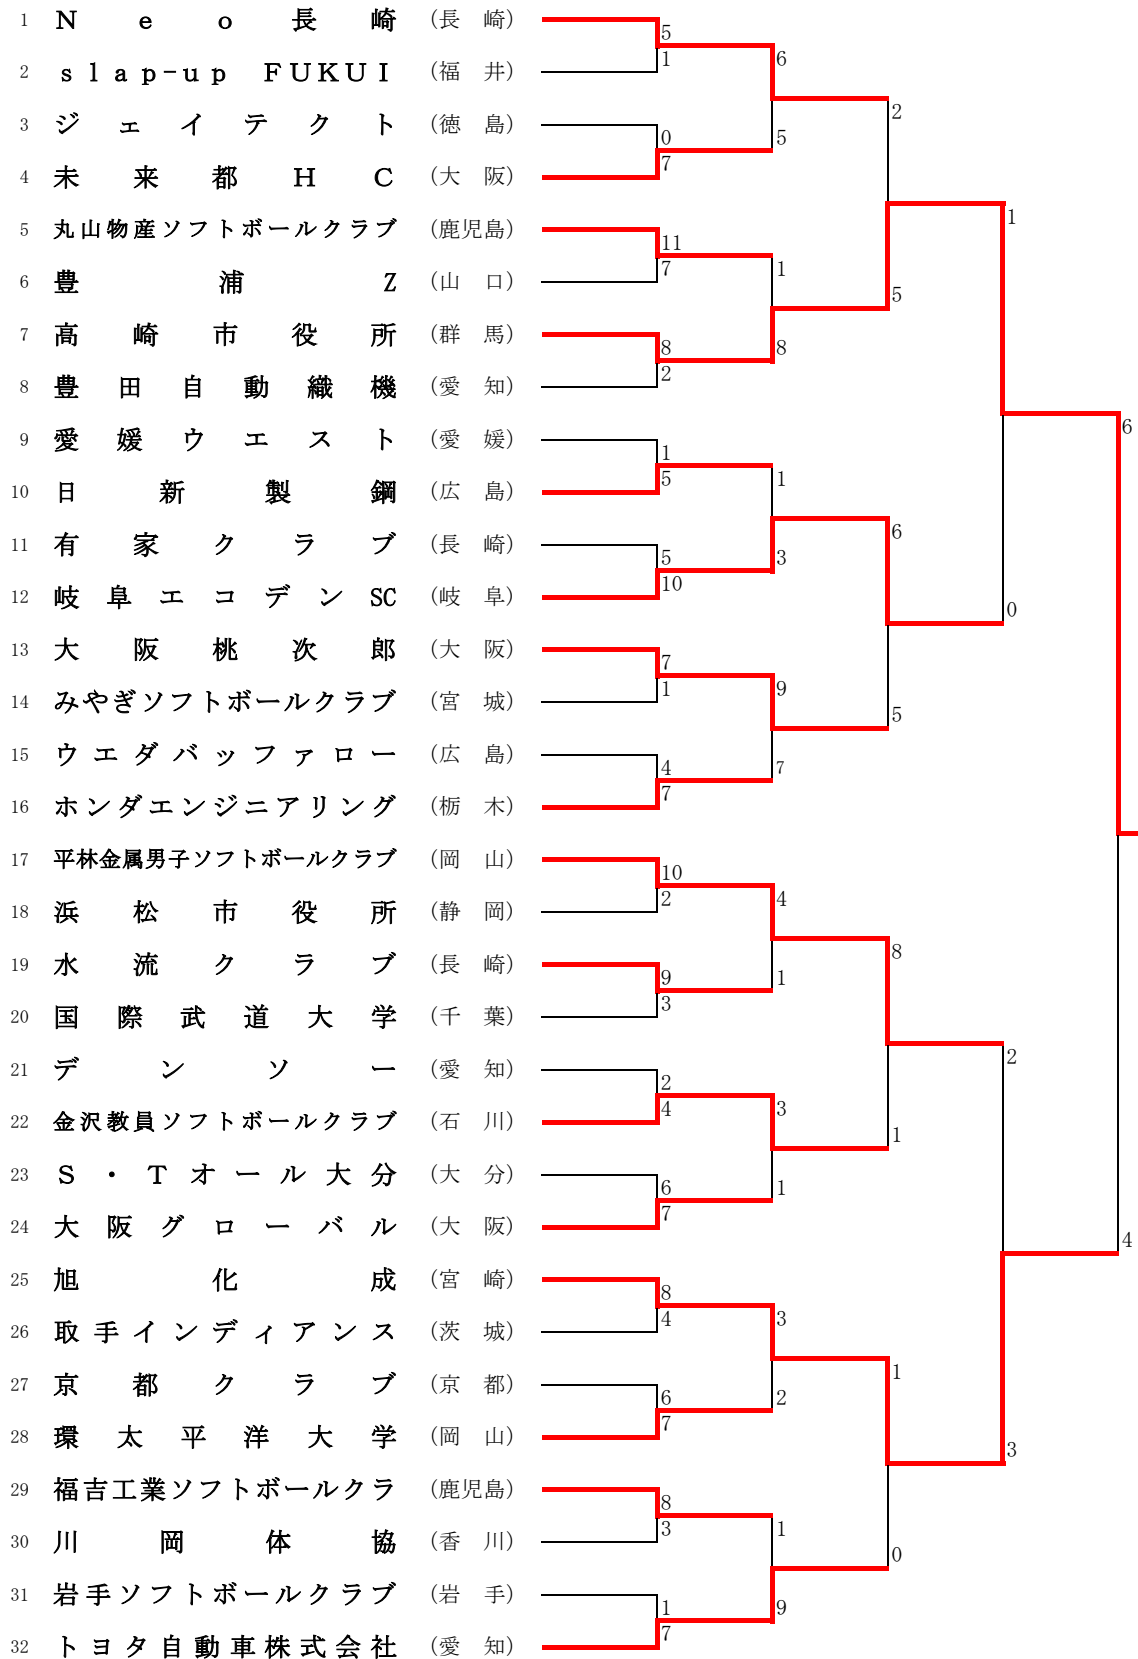 1 Neo長崎 (長崎) 5
2 slap-up FUKUI (福井) 1
3 ジェイテクト (徳島) 0
4 未来都HC (大阪) 7
5 丸山物産ソフトボールクラブ (鹿児島) 11
6 豊浦Z (山口) 7
7 高崎市役所 (群馬) 8
8 豊田自動織機 (愛知) 2
9 愛媛ウエスト (愛媛) 1
10 日新製鋼 (広島) 5
11 有家クラブ (長崎) 5
12 岐阜エコデンSC (岐阜) 10
13 大阪桃次郎 (大阪) 7
14 みやぎソフトボールクラブ (宮城) 1
15 ウエダバッファロー (広島) 4
16 ホンダエンジニアリング (栃木) 7
17 平林金属男子ソフトボールクラブ (岡山) 10
18 浜松市役所 (静岡) 2
19 水流クラブ (長崎) 9
20 国際武道大学 (千葉) 3
21 デンソー (愛知) 2
22 金沢教員ソフトボールクラブ (石川) 4
23 S・Tオール大分 (大分) 6
24 大阪グローバル (大阪) 7
25 旭化成 (宮崎) 8
26 取手インディアンス (茨城) 4
27 京都クラブ (京都) 6
28 環太平洋大学 (岡山) 7
29 福吉工業ソフトボールクラ (鹿児島) 8
30 川岡体協 (香川) 3
31 岩手ソフトボールクラブ (岩手) 1
32 トヨタ自動車株式会社 (愛知) 7
6
5
1
8
1
3
9
7
4
1
3
1
3
2
1
9
2
5
6
5
8
1
1
0
1
0
2
3
6
4